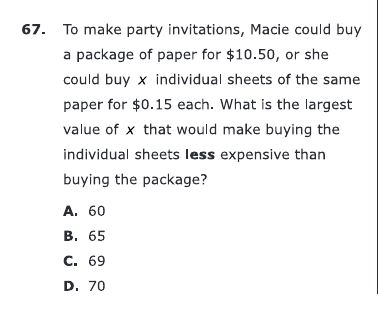 67. To make party invitations, Macie could buy
a package of paper for $10.50, or she
could buy x individual sheets of the same
paper for $0.15 each. What is the largest
value of x that would make buying the
individual sheets less expensive than
buying the package?
A. 60
B. 65
C. 69
D. 70